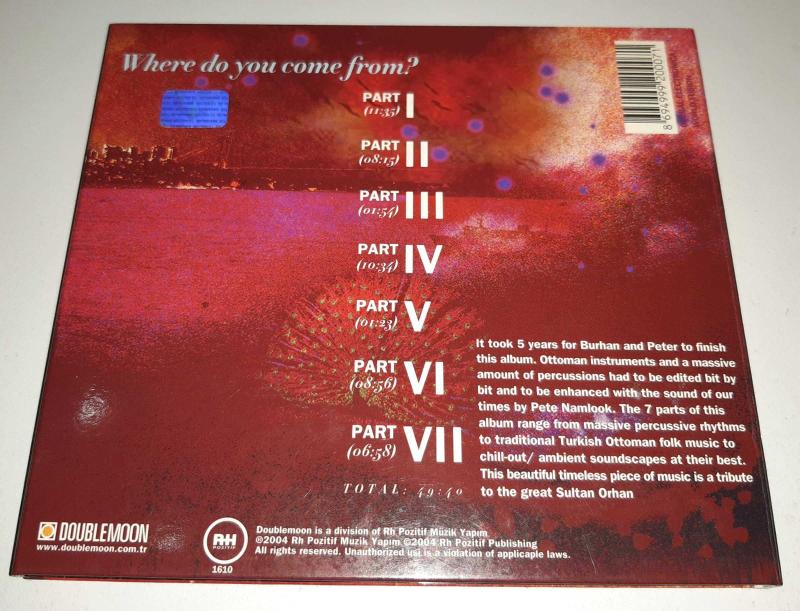 Where do you come from?
PART I
(11:35)
PART II
(08:15)
PART III
(01:54)
PART IV
(10:34)
PART V
(01:23)
PART VI
(08:56)
PART VII
(06:58)
TOTAL: 49:40
8 694999 200071
It took 5 years for Burhan and Peter to finish
this album. Ottoman instruments and a massive
amount of percussions had to be edited bit by
bit and to be enhanced with the sound of our
times by Pete Namlook. The 7 parts of this
album range from massive percussive rhythms
to traditional Turkish Ottoman folk music to
chill-out/ ambient soundscapes at their best.
This beautiful timeless piece of music is a tribute
to the great Sultan Orhan
DOUBLEMOON
www.doublemoon.com.tr
RH
POZITIF
1610
Doublemoon is a division of Rh Pozitif Müzik Yapım
©2004 Rh Pozitif Müzik Yapım ©2004 Rh Pozitif Publishing
All rights reserved. Unauthorized use is a violation of applicaple laws.